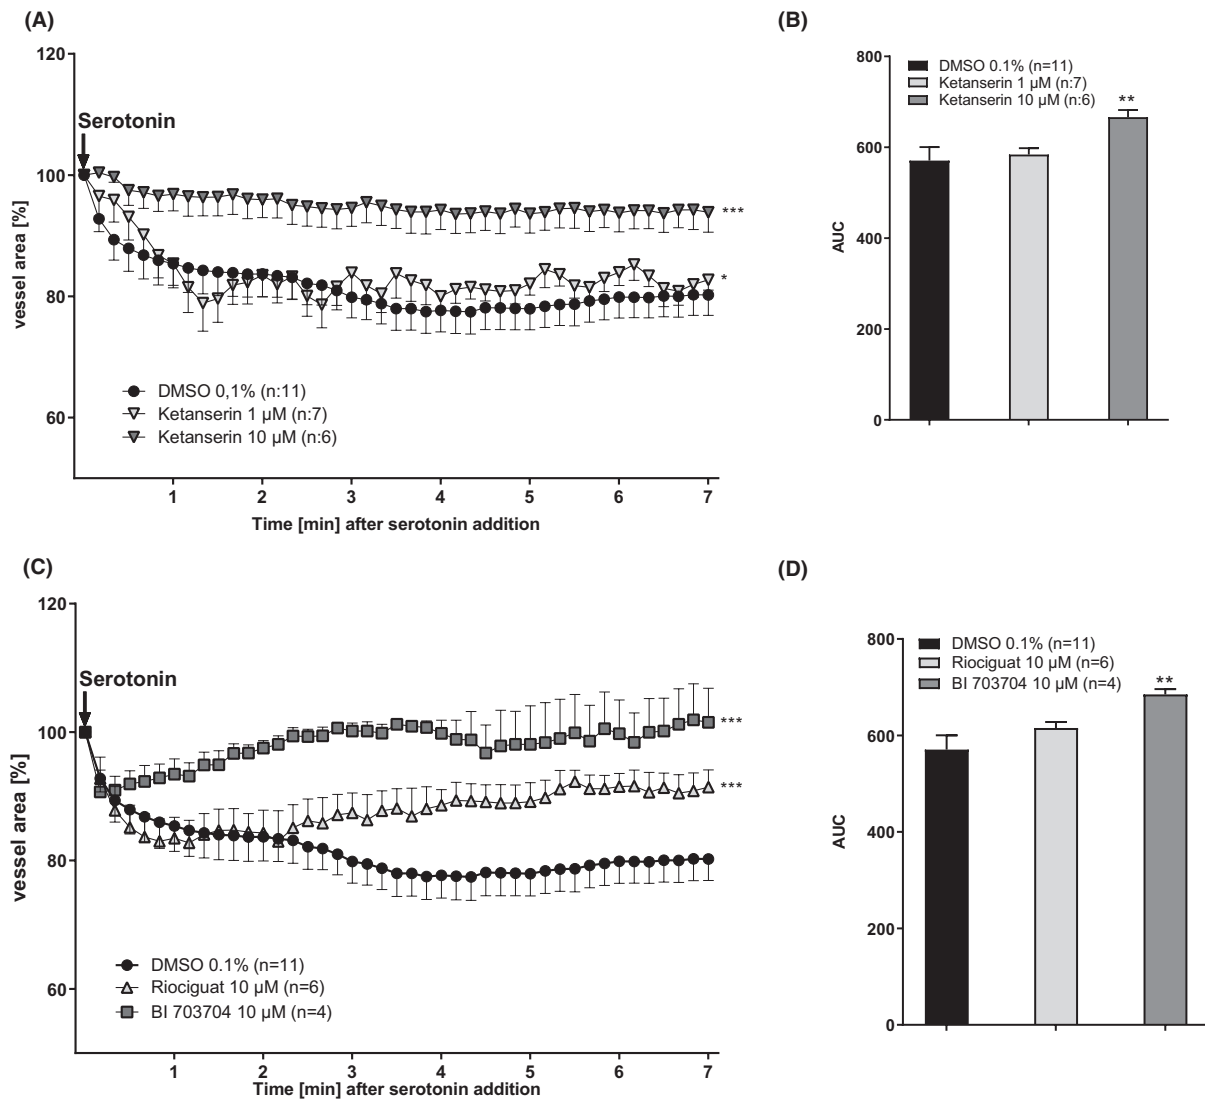 (A)
120
100
80
60
vessel area [%]
Serotonin
***
*
DMSO 0,1% (n:11)
Ketanserin 1 µM (n:7)
Ketanserin 10 µM (n:6)
1 2 3 4 5 6 7
Time [min] after serotonin addition
(B)
800
600
400
200
0
AUC
DMSO 0.1% (n=11)
Ketanserin 1 µM (n:7)
Ketanserin 10 µM (n:6)
**
(C)
120
100
80
60
vessel area [%]
Serotonin
***
***
DMSO 0.1% (n=11)
Riociguat 10 µM (n=6)
BI 703704 10 µM (n=4)
1 2 3 4 5 6 7
Time [min] after serotonin addition
(D)
800
600
400
200
0
AUC
DMSO 0.1% (n=11)
Riociguat 10 µM (n=6)
BI 703704 10 µM (n=4)
**